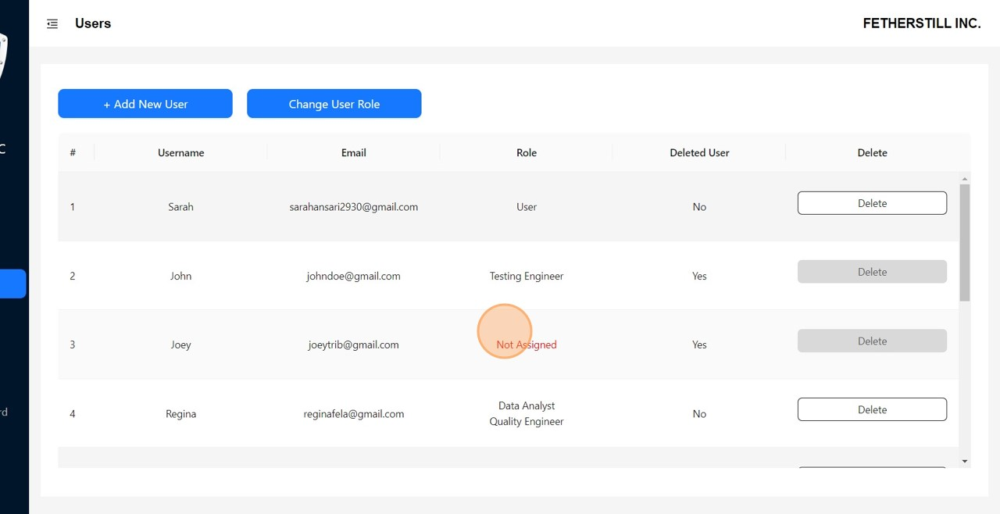 Users
FETHERSTILL INC.
+ Add New User
Change User Role
# Username Email Role Deleted User Delete
1 Sarah sarahansari2930@gmail.com User No Delete
2 John johndoe@gmail.com Testing Engineer Yes Delete
3 Joey joeytrib@gmail.com Not Assigned Yes Delete
4 Regina reginafela@gmail.com Data Analyst
Quality Engineer No Delete
C
rd